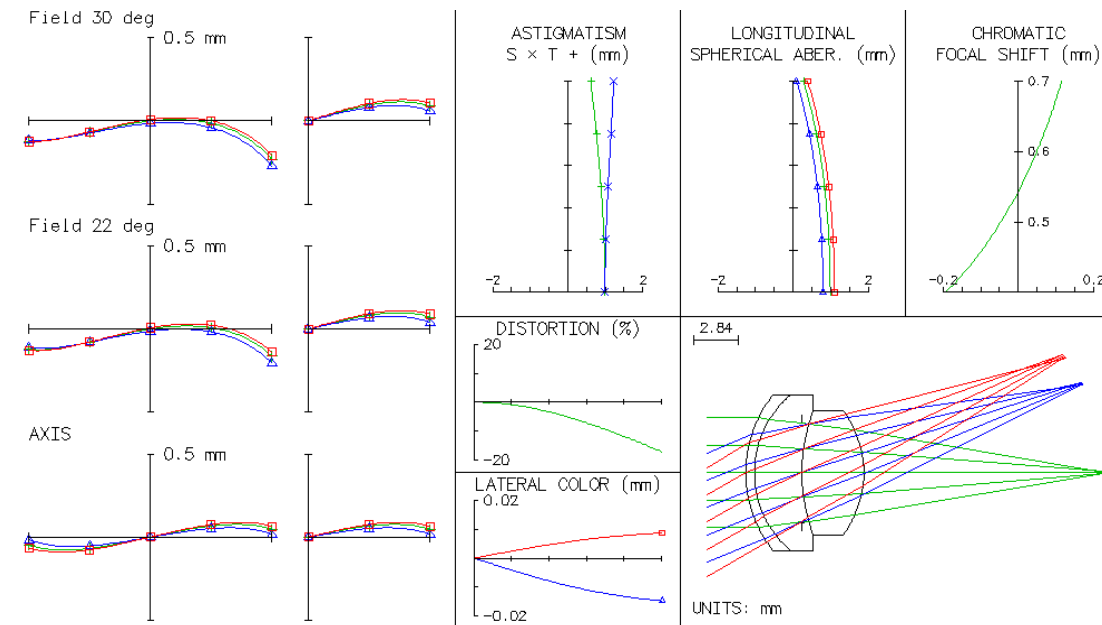 Field 30 deg
0.5 mm
Field 22 deg
0.5 mm
AXIS
0.5 mm
ASTIGMATISM
S × T + (mm)
-2 2
LONGITUDINAL
SPHERICAL ABER. (mm)
-2 2
CHROMATIC
FOCAL SHIFT (mm)
0.7
0.6
0.5
-0.2 0.2
DISTORTION (%)
20
-20
LATERAL COLOR (mm)
0.02
-0.02
2.84
UNITS: mm